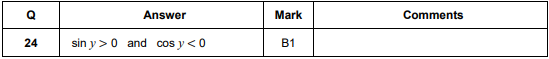 Q Answer Mark Comments
24 sin y > 0 and cos y < 0 B1